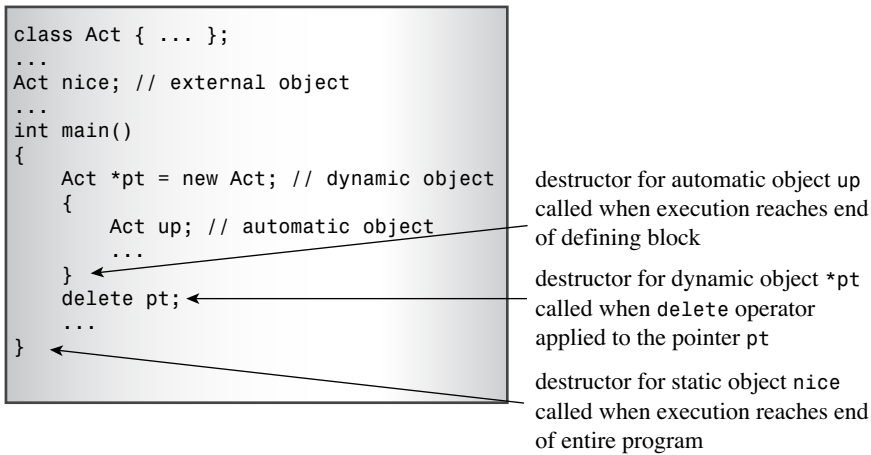 class Act { ... };
...
Act nice; // external object
...
int main()
{
    Act *pt = new Act; // dynamic object
    {
        Act up; // automatic object
        ...
    }
    delete pt;
    ...
}
destructor for automatic object up
called when execution reaches end
of defining block
destructor for dynamic object *pt
called when delete operator
applied to the pointer pt
destructor for static object nice
called when execution reaches end
of entire program